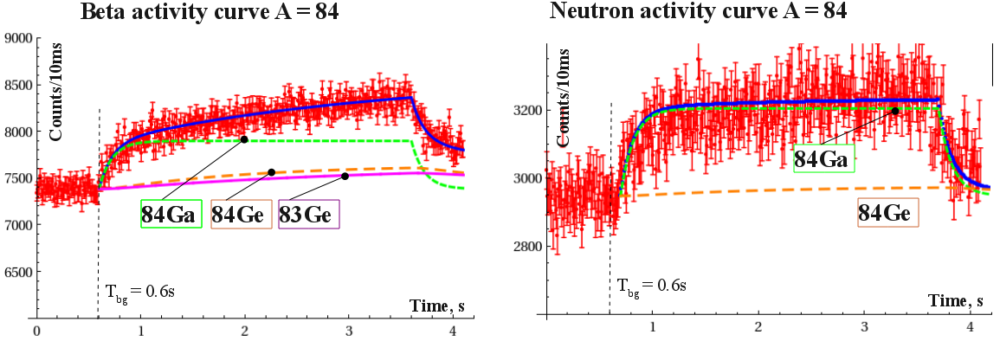 Beta activity curve A = 84
Counts/10ms
9000
8500
8000
7500
7000
6500
84Ga
84Ge
83Ge
Tbg = 0.6s
Time, s
0
1
2
3
4
Neutron activity curve A = 84
Counts/10ms
3200
3000
2800
84Ga
84Ge
Tbg = 0.6s
Time, s
1
2
3
4